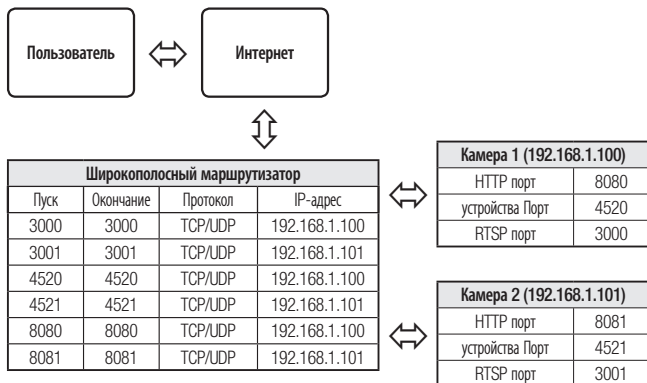 Пользователь
Интернет
Широкополосный маршрутизатор
Пуск Окончание Протокол IP-адрес
3000 3000 TCP/UDP 192.168.1.100
3001 3001 TCP/UDP 192.168.1.101
4520 4520 TCP/UDP 192.168.1.100
4521 4521 TCP/UDP 192.168.1.101
8080 8080 TCP/UDP 192.168.1.100
8081 8081 TCP/UDP 192.168.1.101
Камера 1 (192.168.1.100)
HTTP порт 8080
устройства Порт 4520
RTSP порт 3000
Камера 2 (192.168.1.101)
HTTP порт 8081
устройства Порт 4521
RTSP порт 3001